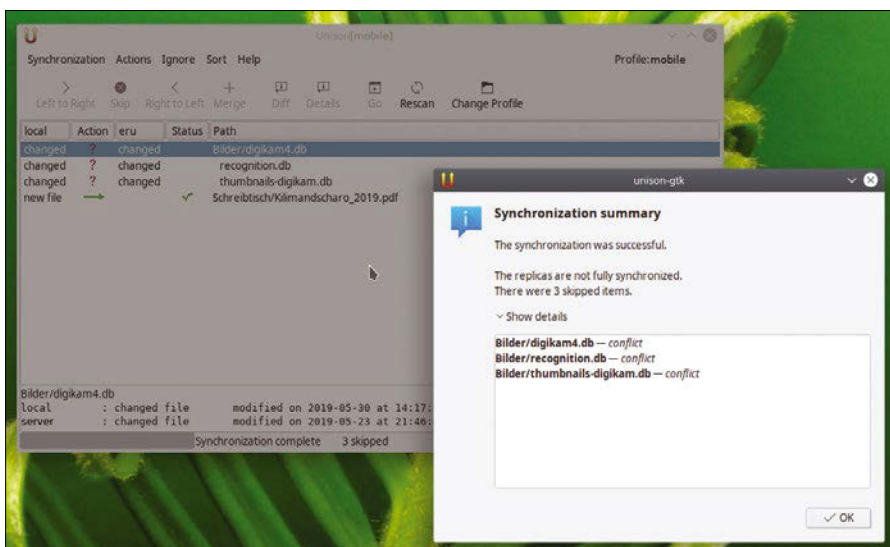 Unison[mobile]
Synchronization Actions Ignore Sort Help Profile:mobile
Left to Right Skip Right to Left Merge Diff Details Go Rescan Change Profile
local Action eru Status Path
changed ? changed Bilder/digikam4.db
changed ? changed recognition.db
changed ? changed thumbnails-digikam.db
new file Schreibtisch/Kilimandscharo_2019.pdf
Bilder/digikam4.db
local : changed file modified on 2019-05-30 at 14:17:
server : changed file modified on 2019-05-23 at 21:46:
Synchronization complete 3 skipped
unison-gtk
Synchronization summary
The synchronization was successful.
The replicas are not fully synchronized.
There were 3 skipped items.
Show details
Bilder/digikam4.db — conflict
Bilder/recognition.db — conflict
Bilder/thumbnails-digikam.db — conflict
OK